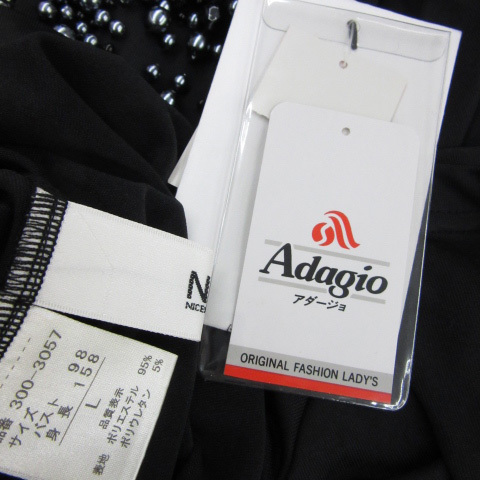 Adagio
アダージョ
ORIGINAL FASHION LADY'S
品番 300-3057
サイズ
バスト 98
身長 158
L
品質表示
表地 ポリエステル 95%
ポリウレタン 5%